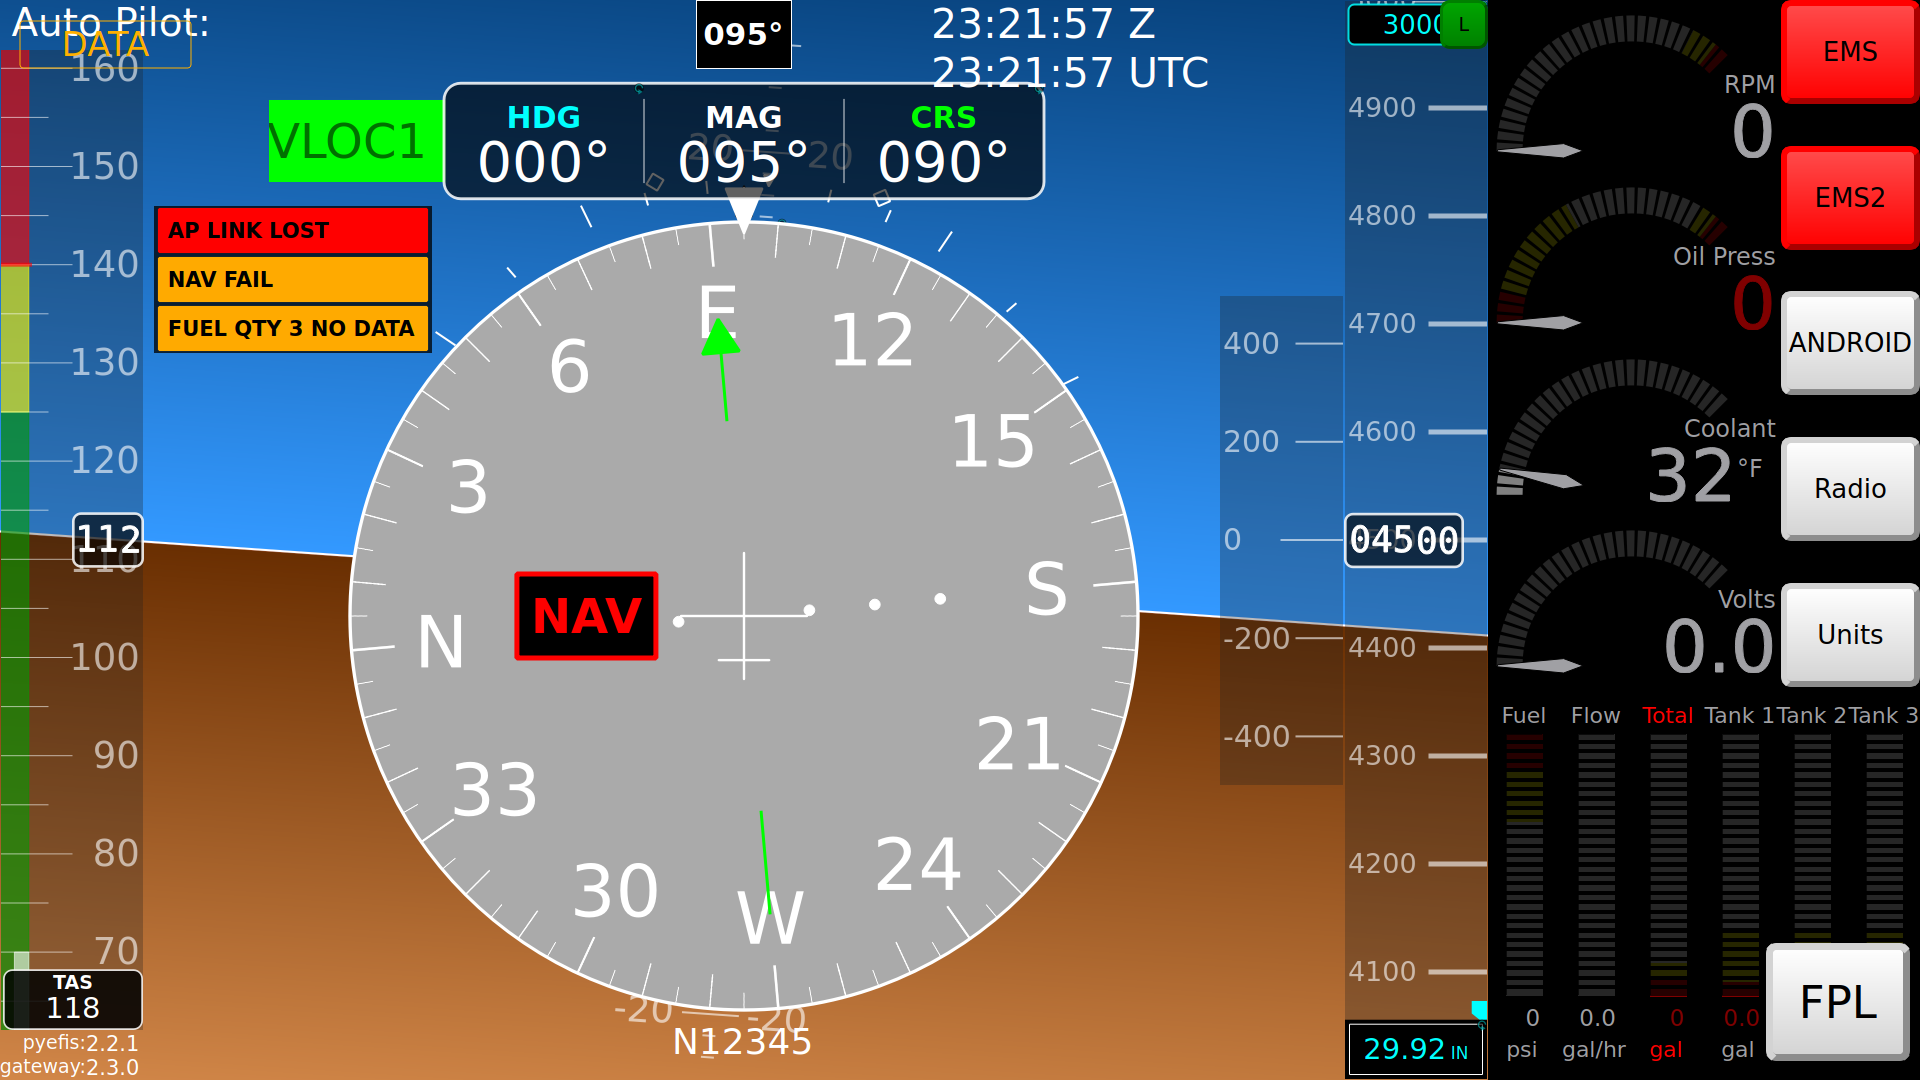 Auto Pilot:
DATA
095°
23:21:57 Z
23:21:57 UTC
3000
L
VLOC1
HDG
000°
MAG
095°
CRS
090°
20
20
AP LINK LOST
NAV FAIL
FUEL QTY 3 NO DATA
160
150
140
130
120
110
100
90
80
70
112
TAS
118
pyefis:2.2.1
gateway:2.3.0
E
12
15
S
21
24
W
30
33
N
3
6
NAV
-20
-20
N12345
400
200
0
-200
-400
4900
4800
4700
4600
04500
4400
4300
4200
4100
29.92 IN
RPM
0
Oil Press
0
Coolant
32 °F
Volts
0.0
EMS
EMS2
ANDROID
Radio
Units
Fuel Flow Total Tank 1 Tank 2 Tank 3
0 0.0 0 0.0
psi gal/hr gal gal
FPL